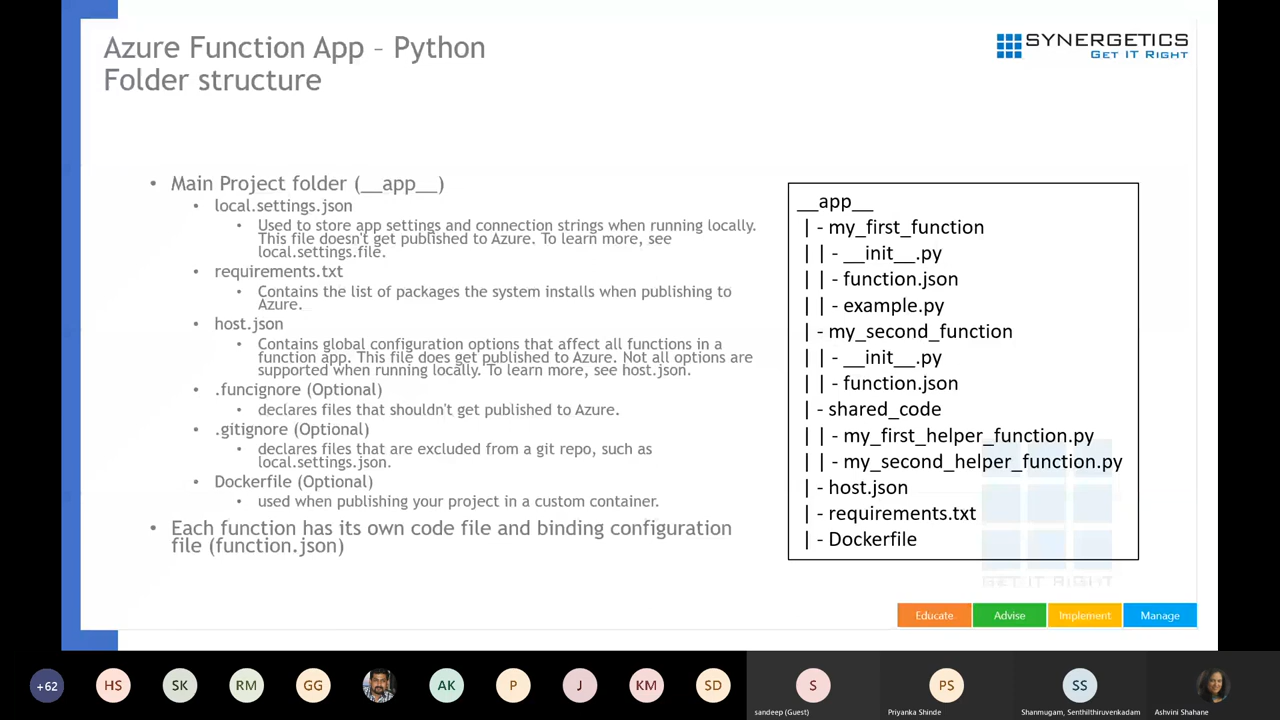 Azure Function App – Python
Folder structure
SYNERGETICS
GET IT RIGHT
• Main Project folder (__app__)
• local.settings.json
• Used to store app settings and connection strings when running locally.
This file doesn't get published to Azure. To learn more, see
local.settings.file.
• requirements.txt
• Contains the list of packages the system installs when publishing to
Azure.
• host.json
• Contains global configuration options that affect all functions in a
function app. This file does get published to Azure. Not all options are
supported when running locally. To learn more, see host.json.
• .funcignore (Optional)
• declares files that shouldn't get published to Azure.
• .gitignore (Optional)
• declares files that are excluded from a git repo, such as
local.settings.json.
• Dockerfile (Optional)
• used when publishing your project in a custom container.
• Each function has its own code file and binding configuration
file (function.json)
__app__
| - my_first_function
| | - __init__.py
| | - function.json
| | - example.py
| - my_second_function
| | - __init__.py
| | - function.json
| - shared_code
| | - my_first_helper_function.py
| | - my_second_helper_function.py
| - host.json
| - requirements.txt
| - Dockerfile
GET IT RIGHT
Educate
Advise
Implement
Manage
+62
HS
SK
RM
GG
AK
P
J
KM
SD
S
PS
SS
sandeep (Guest)
Priyanka Shinde
Shanmugam, Senthilthiruvenkadam
Ashvini Shahane